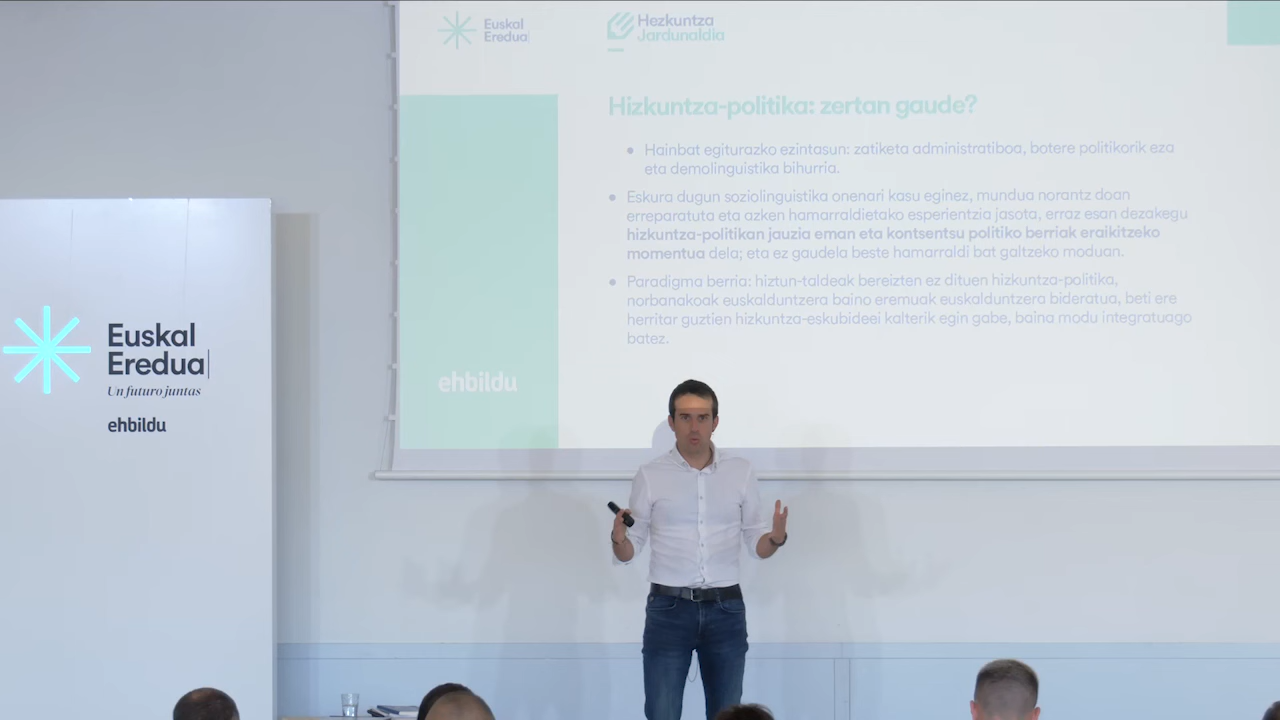 Euskal
Eredua
Hezkuntza
Jardunaldia
Hizkuntza-politika: zertan gaude?
• Hainbat egiturazko ezintasun: zatiketa administratiboa, botere politikorik eza
eta demolinguistika bihurria.
• Eskura dugun soziolinguistika onenari kasu eginez, mundua norantz doan
erreparatuta eta azken hamarraldietako esperientzia jasota, erraz esan dezakegu
hizkuntza-politikan jauzia eman eta kontsentsu politiko berriak eraikitzeko
momentua dela; eta ez gaudela beste hamarraldi bat galtzeko moduan.
• Paradigma berria: hiztun-taldeak bereizten ez dituen hizkuntza-politika,
norbanakoak euskalduntzera baino eremuak euskalduntzera bideratua, beti ere
herritar guztien hizkuntza-eskubideei kalterik egin gabe, baina modu integratuago
batez.
ehbildu
Euskal
Eredua
Un futuro juntas
ehbildu